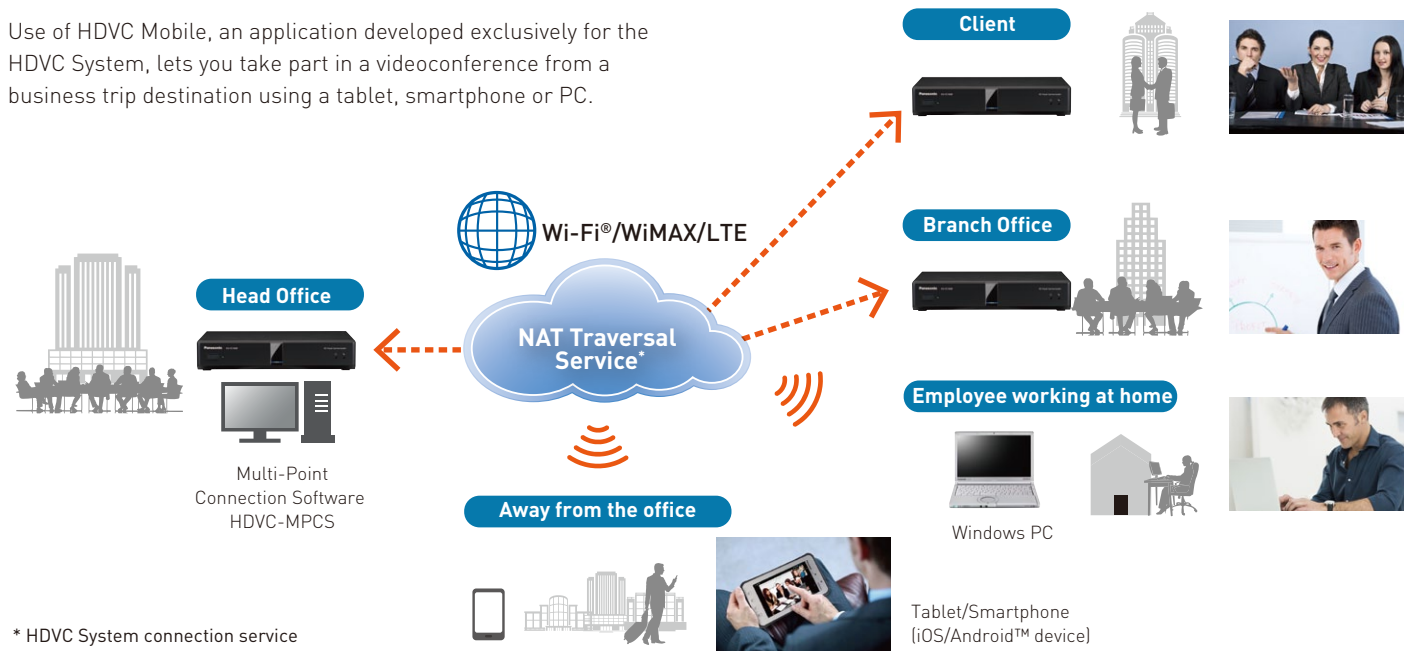 Use of HDVC Mobile, an application developed exclusively for the
HDVC System, lets you take part in a videoconference from a
business trip destination using a tablet, smartphone or PC.
Client
Panasonic
Wi-Fi®/WiMAX/LTE
Branch Office
Panasonic
Head Office
Panasonic
NAT Traversal
Service*
Employee working at home
Multi-Point
Connection Software
HDVC-MPCS
Windows PC
Away from the office
Tablet/Smartphone
(iOS/Android™ device)
* HDVC System connection service